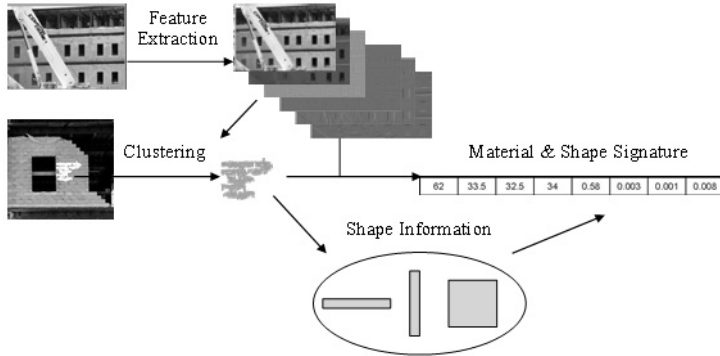 Feature
Extraction
Clustering
Material & Shape Signature
62 33.5 32.5 34 0.58 0.003 0.001 0.008
Shape Information